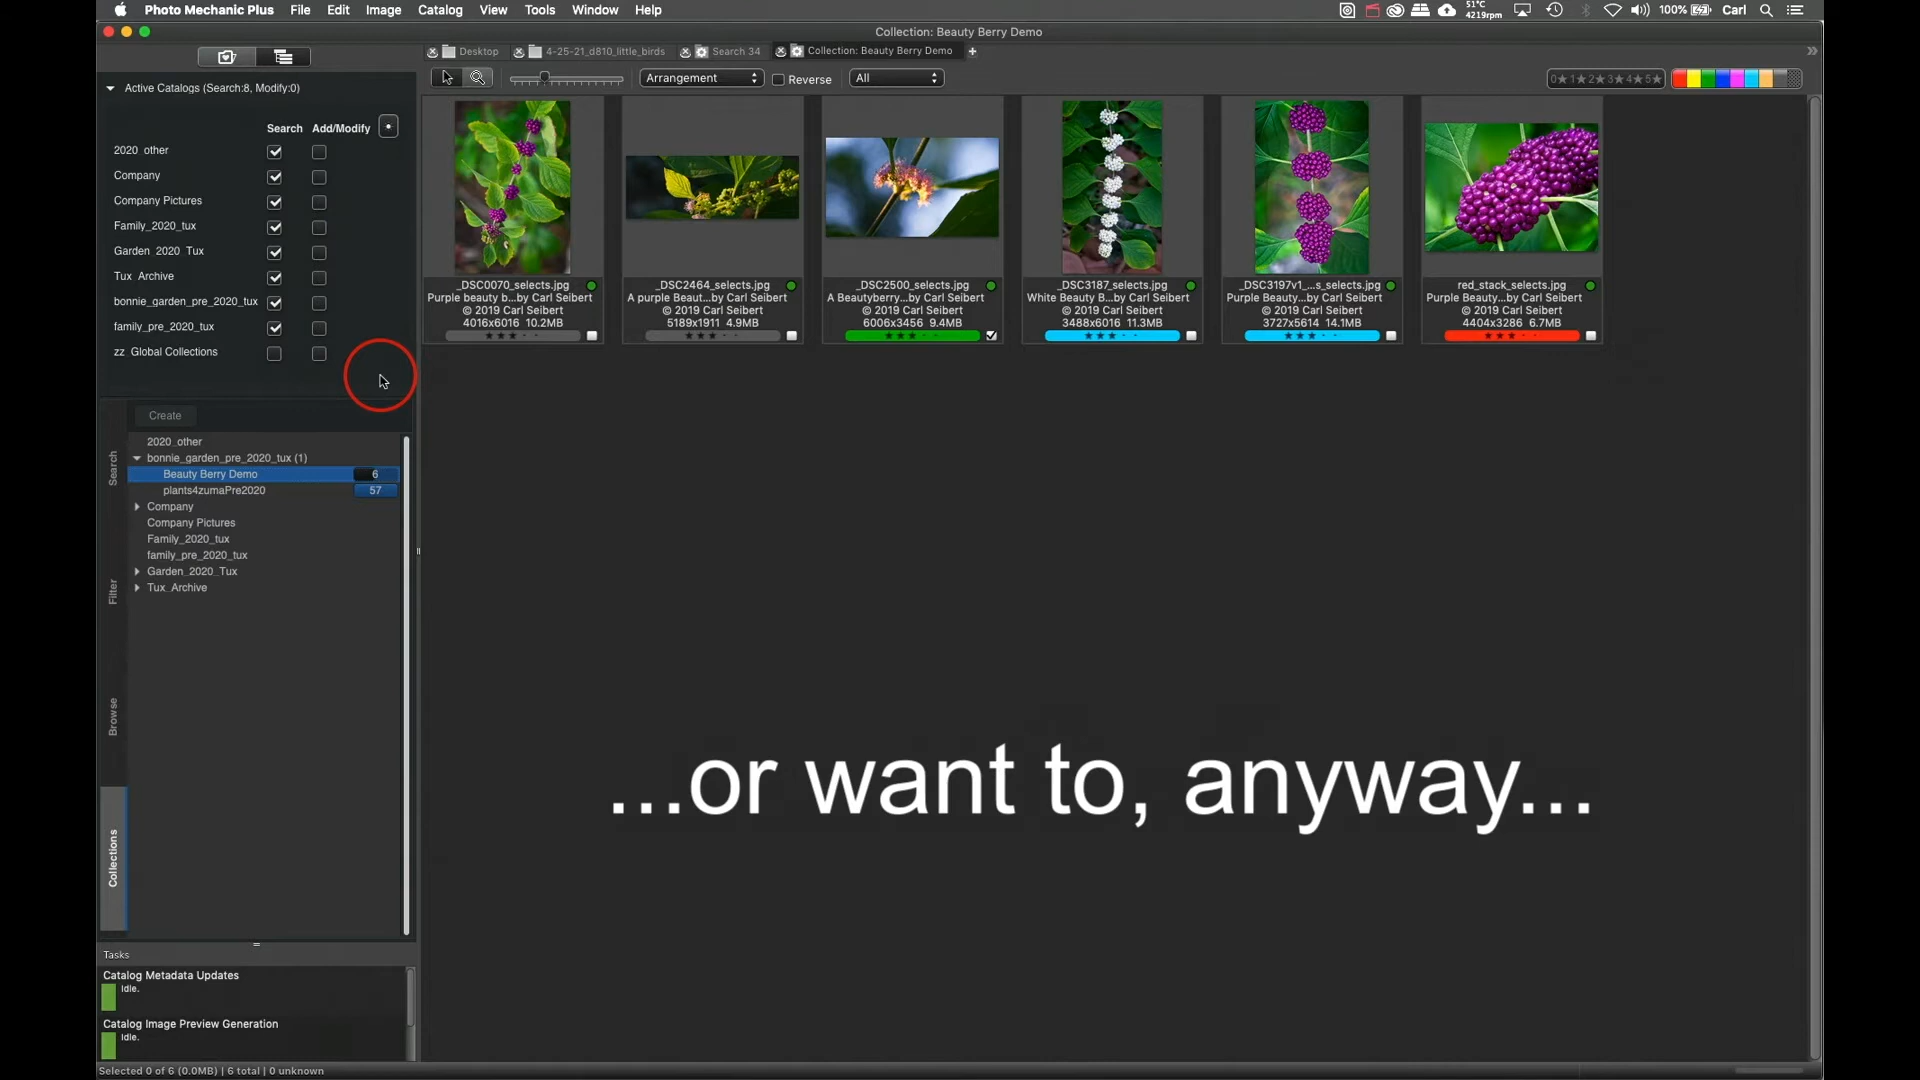 Photo Mechanic Plus File Edit Image Catalog View Tools Window Help 51°C 4219rpm 100% Carl
Collection: Beauty Berry Demo
Desktop 4-25-21_d810_little_birds Search 34 Collection: Beauty Berry Demo +
Arrangement Reverse All 0★1★2★3★4★5★
Active Catalogs (Search:8, Modify:0)
Search Add/Modify
2020_other
Company
Company Pictures
Family_2020_tux
Garden_2020_Tux
Tux_Archive
bonnie_garden_pre_2020_tux
family_pre_2020_tux
zz_Global Collections
_DSC0070_selects.jpg
Purple beauty b...by Carl Seibert
© 2019 Carl Seibert
4016x6016 10.2MB
_DSC2464_selects.jpg
A purple Beaut...by Carl Seibert
© 2019 Carl Seibert
5189x1911 4.9MB
_DSC2500_selects.jpg
A Beautyberry...by Carl Seibert
© 2019 Carl Seibert
6006x3456 9.4MB
_DSC3187_selects.jpg
White Beauty B...by Carl Seibert
© 2019 Carl Seibert
3488x6016 11.3MB
_DSC3197v1_...s_selects.jpg
Purple Beauty...by Carl Seibert
© 2019 Carl Seibert
3727x5614 14.1MB
red_stack_selects.jpg
Purple Beauty...by Carl Seibert
© 2019 Carl Seibert
4404x3286 6.7MB
Create
Search
Filter
Browse
Collections
2020_other
bonnie_garden_pre_2020_tux (1)
Beauty Berry Demo 6
plants4zumaPre2020 57
Company
Company Pictures
Family_2020_tux
family_pre_2020_tux
Garden_2020_Tux
Tux_Archive
...or want to, anyway...
Tasks
Catalog Metadata Updates
Idle.
Catalog Image Preview Generation
Idle.
Selected 0 of 6 (0.0MB) | 6 total | 0 unknown